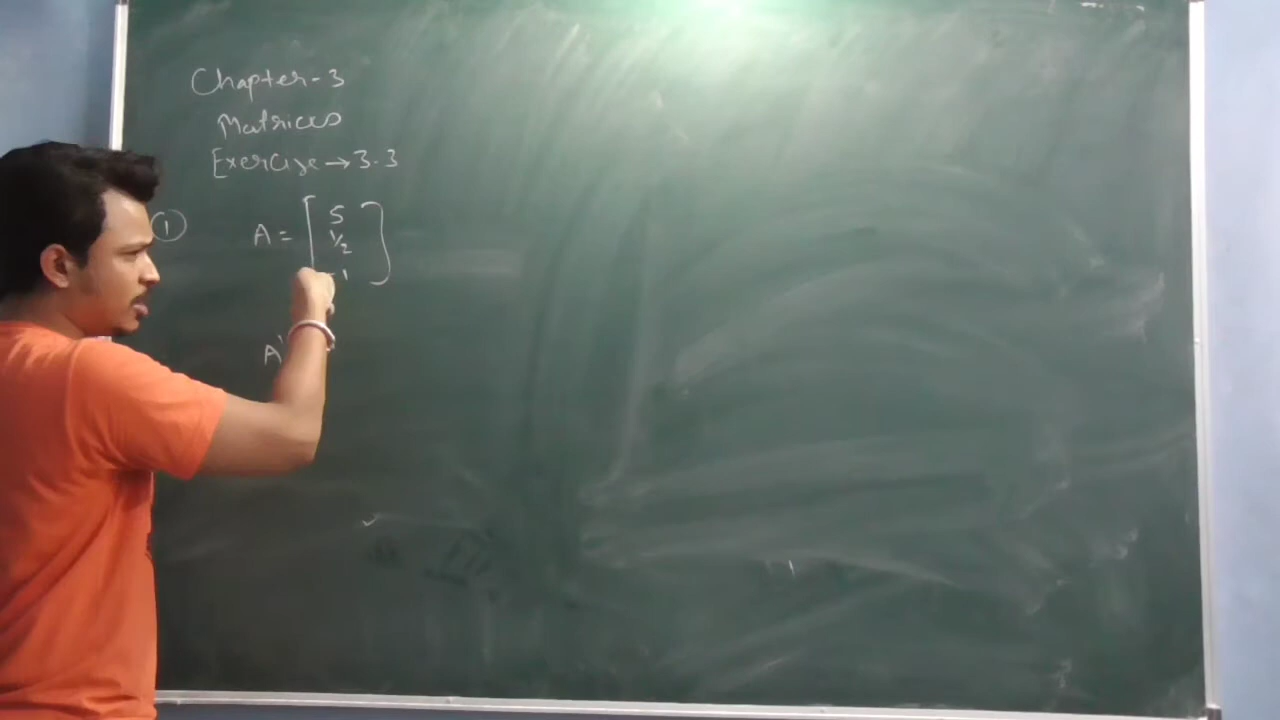 Chapter-3
Matrices
Exercise → 3.3
① A = [ 5
1/2
-1 ]
A'